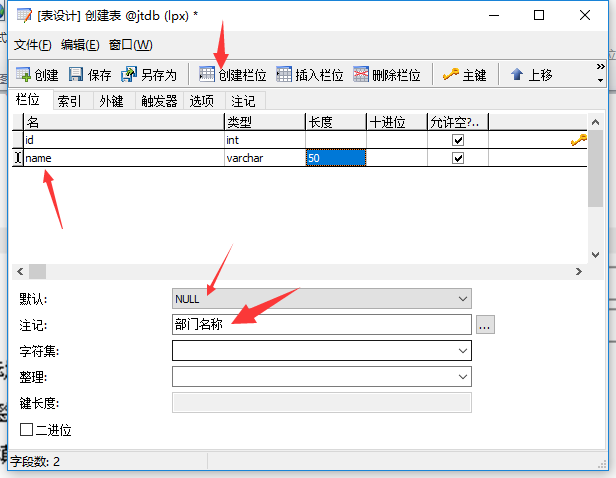 [表设计] 创建表 @jtdb (lpx) *
文件(F) 编辑(E) 窗口(W)
创建 保存 另存为 创建栏位 插入栏位 删除栏位 主键 上移
栏位 索引 外键 触发器 选项 注记
名 类型 长度 十进位 允许空?..
id int
name varchar 50
默认: NULL
注记: 部门名称 ...
字符集:
整理:
键长度:
二进位
字段数: 2